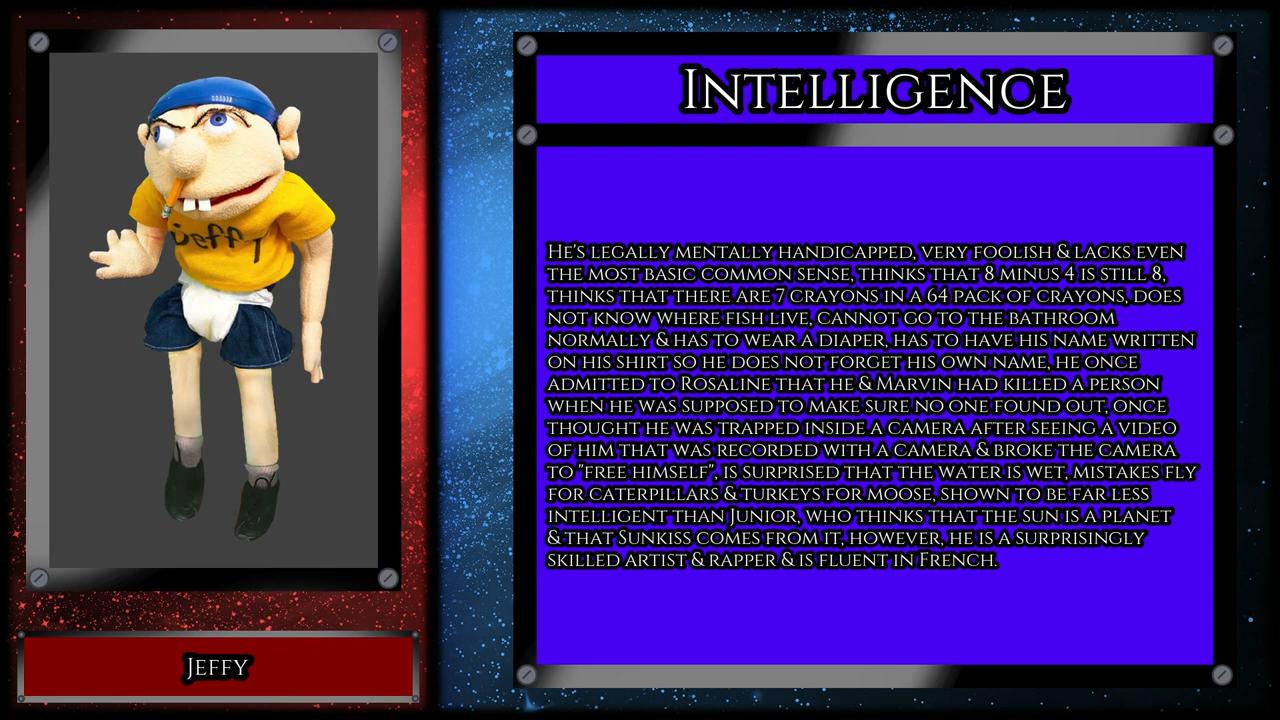 Intelligence
He's legally mentally handicapped, very foolish & lacks even
the most basic common sense, thinks that 8 minus 4 is still 8,
thinks that there are 7 crayons in a 64 pack of crayons, does
not know where fish live, cannot go to the bathroom
normally & has to wear a diaper, has to have his name written
on his shirt so he does not forget his own name, he once
admitted to Rosaline that he & Marvin had killed a person
when he was supposed to make sure no one found out, once
thought he was trapped inside a camera after seeing a video
of him that was recorded with a camera & broke the camera
to "free himself", is surprised that the water is wet, mistakes fly
for caterpillars & turkeys for moose, shown to be far less
intelligent than Junior, who thinks that the sun is a planet
& that Sunkiss comes from it, however, he is a surprisingly
skilled artist & rapper & is fluent in French.
Jeffy
Jeffy